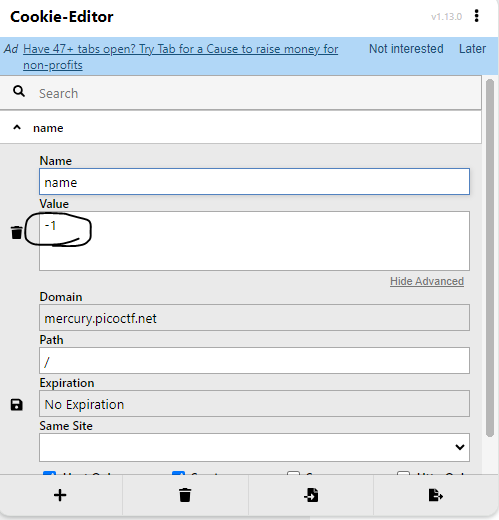 Cookie-Editor
v1.13.0
Ad Have 47+ tabs open? Try Tab for a Cause to raise money for
non-profits
Not interested
Later
Search
name
Name
name
Value
-1
Hide Advanced
Domain
mercury.picoctf.net
Path
/
Expiration
No Expiration
Same Site